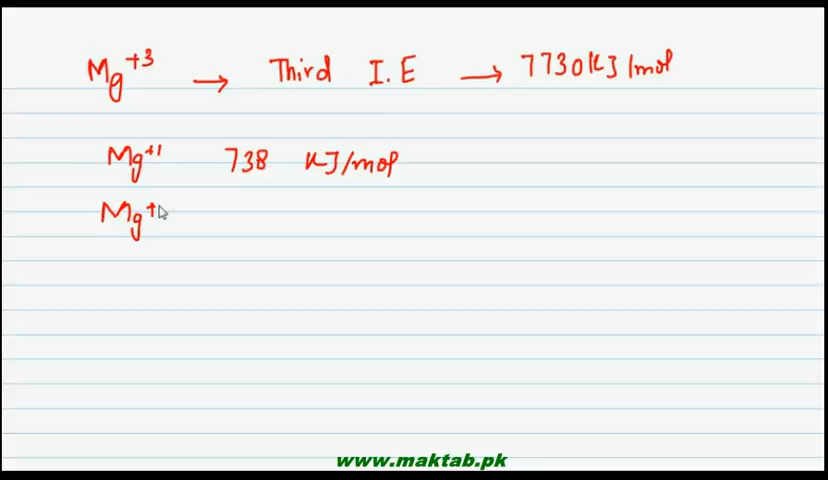 Mg+3 → Third I.E → 7730KJ/mol
Mg+1 738 KJ/mol
Mg+
www.maktab.pk